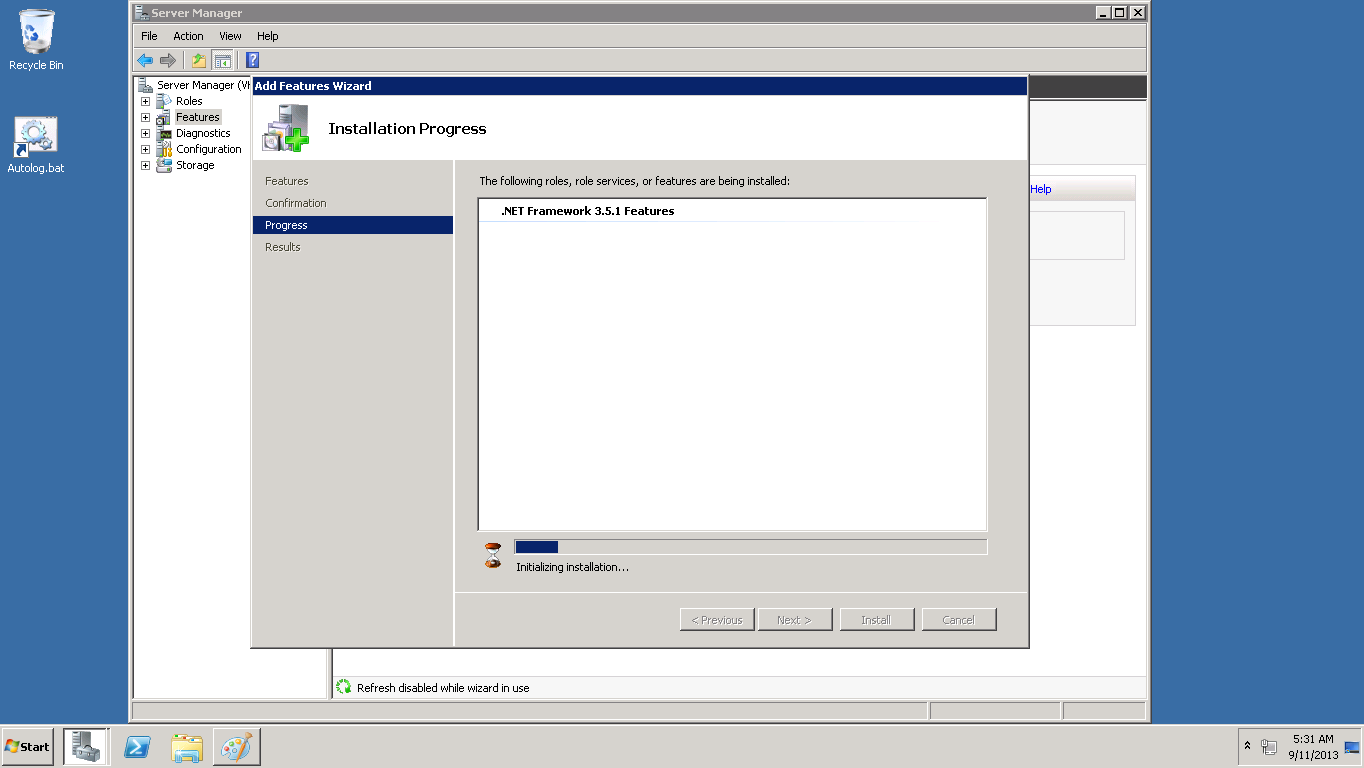 Recycle Bin
Autolog.bat
Server Manager
File Action View Help
Server Manager (VH
Roles
Features
Diagnostics
Configuration
Storage
Add Features Wizard
Installation Progress
Features
Confirmation
Progress
Results
The following roles, role services, or features are being installed:
.NET Framework 3.5.1 Features
Initializing installation...
< Previous Next > Install Cancel
Help
Refresh disabled while wizard in use
Start
5:31 AM
9/11/2013